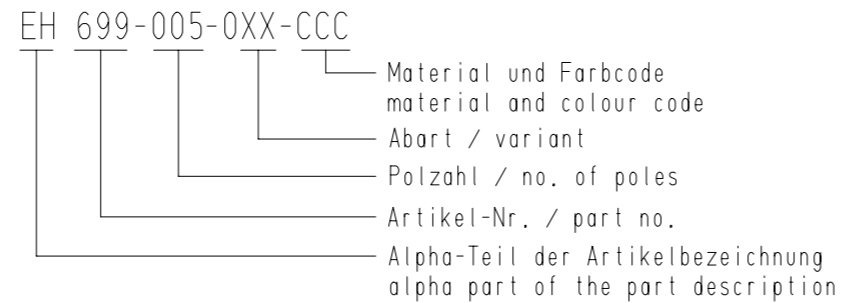 EH 699-005-0XX-CCC
Material und Farbcode
material and colour code
Abart / variant
Polzahl / no. of poles
Artikel-Nr. / part no.
Alpha-Teil der Artikelbezeichnung
alpha part of the part description